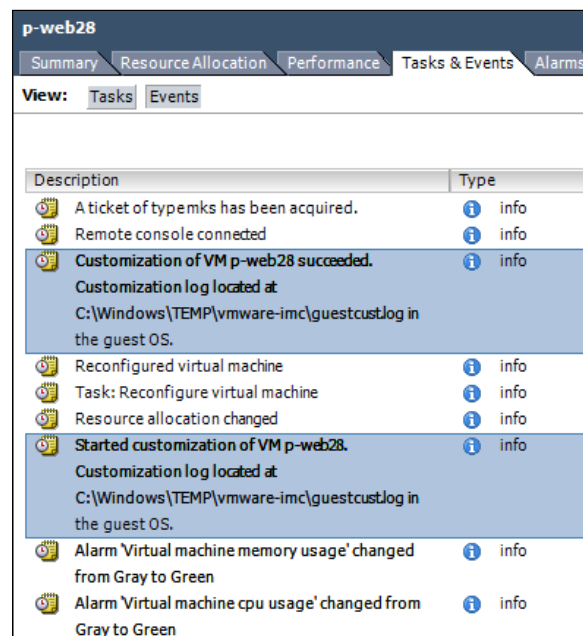 p-web28
Summary Resource Allocation Performance Tasks & Events Alarms
View: Tasks Events
Description Type
A ticket of type mks has been acquired. info
Remote console connected info
Customization of VM p-web28 succeeded. info
Customization log located at
C:\Windows\TEMP\vmware-imc\guestcust.log in
the guest OS.
Reconfigured virtual machine info
Task: Reconfigure virtual machine info
Resource allocation changed info
Started customization of VM p-web28. info
Customization log located at
C:\Windows\TEMP\vmware-imc\guestcust.log in
the guest OS.
Alarm 'Virtual machine memory usage' changed info
from Gray to Green
Alarm 'Virtual machine cpu usage' changed from info
Gray to Green